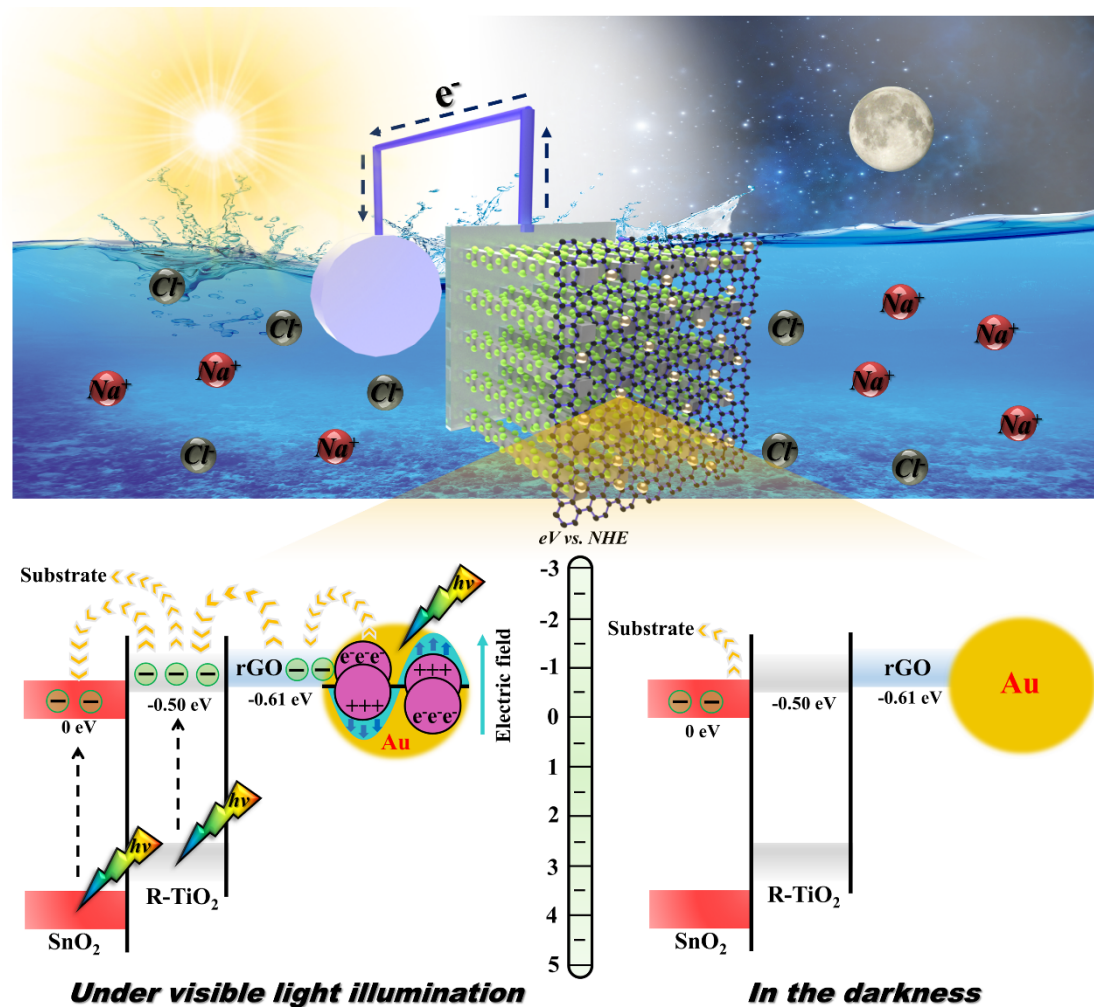 e⁻
Cl⁻
Cl⁻
Na⁺
Na⁺
Cl⁻
Cl⁻
Na⁺
Cl⁻
Na⁺
Na⁺
Na⁺
Na⁺
Cl⁻
Cl⁻
eV vs. NHE
-3
-2
-1
0
1
2
3
4
5
Substrate
hν
rGO
e⁻e⁻e⁻
+++
+++
e⁻e⁻e⁻
Electric field
0 eV
-0.50 eV
-0.61 eV
Au
hν
hν
R-TiO₂
SnO₂
Under visible light illumination
Substrate
rGO
Au
0 eV
-0.50 eV
-0.61 eV
R-TiO₂
SnO₂
In the darkness